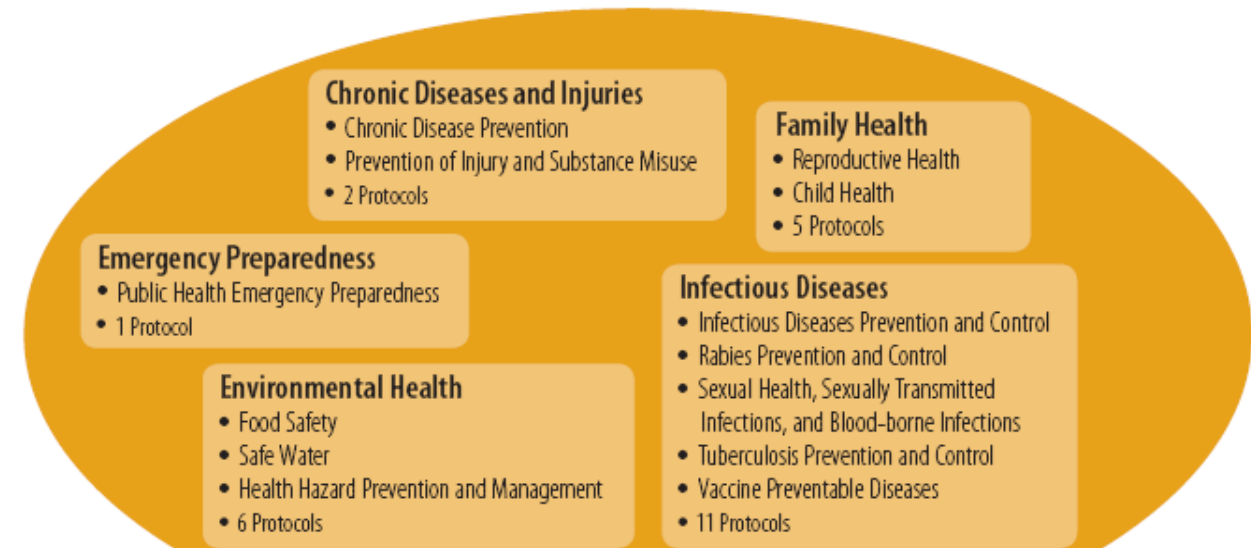 Chronic Diseases and Injuries
• Chronic Disease Prevention
• Prevention of Injury and Substance Misuse
• 2 Protocols
Family Health
• Reproductive Health
• Child Health
• 5 Protocols
Emergency Preparedness
• Public Health Emergency Preparedness
• 1 Protocol
Infectious Diseases
• Infectious Diseases Prevention and Control
• Rabies Prevention and Control
• Sexual Health, Sexually Transmitted
Infections, and Blood-borne Infections
• Tuberculosis Prevention and Control
• Vaccine Preventable Diseases
• 11 Protocols
Environmental Health
• Food Safety
• Safe Water
• Health Hazard Prevention and Management
• 6 Protocols